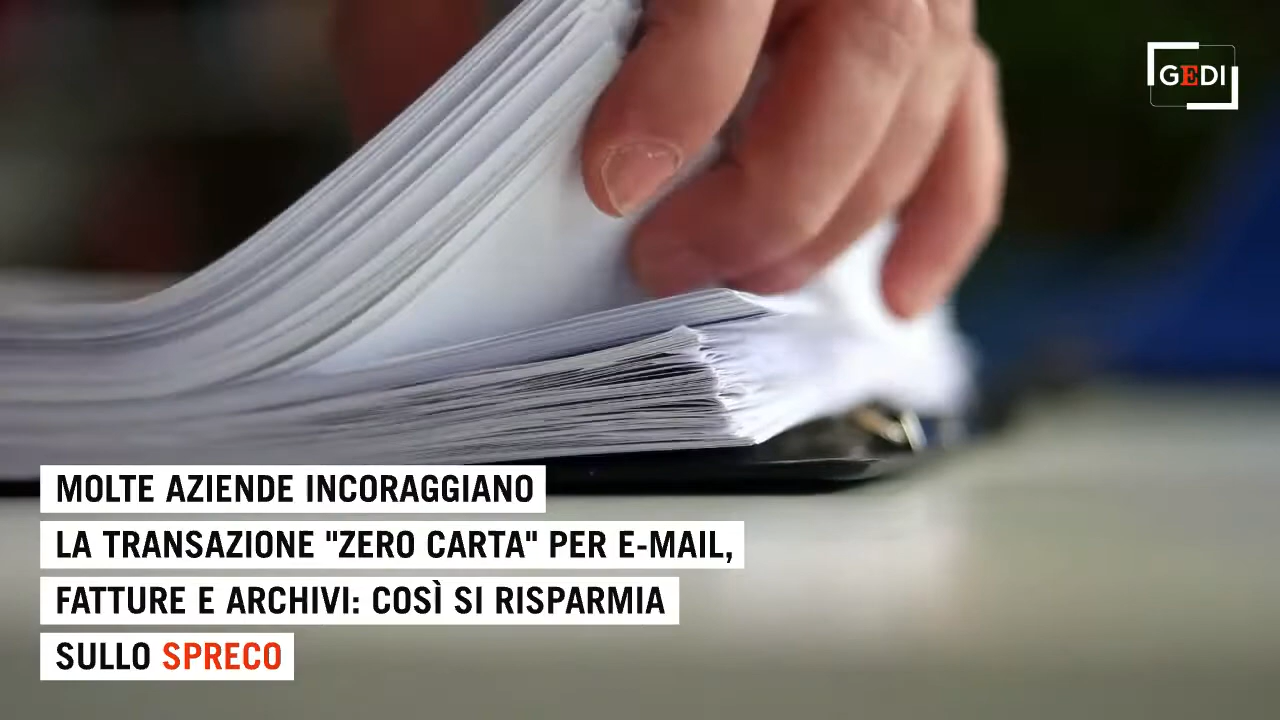 GEDI
MOLTE AZIENDE INCORAGGIANO
LA TRANSAZIONE "ZERO CARTA" PER E-MAIL,
FATTURE E ARCHIVI: COSÌ SI RISPARMIA
SULLO SPRECO